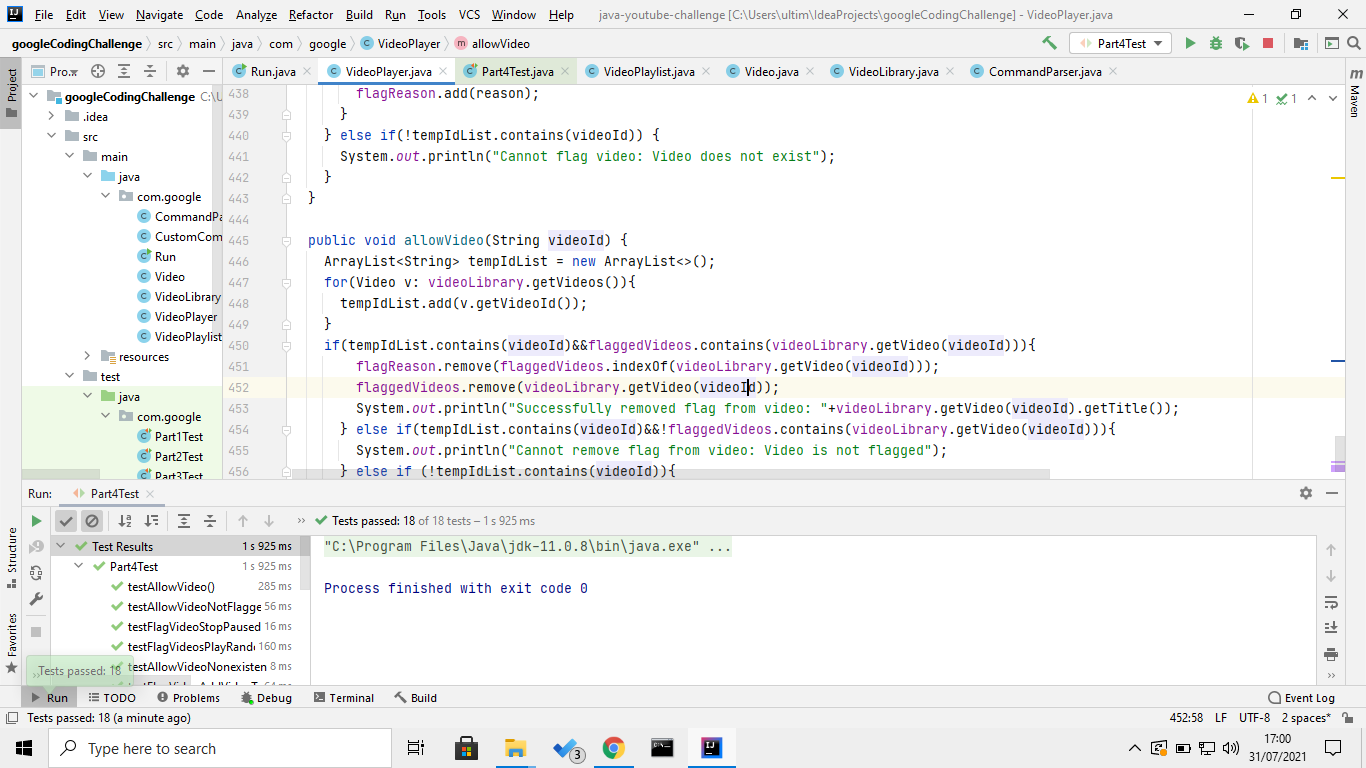 File Edit View Navigate Code Analyze Refactor Build Run Tools VCS Window Help java-youtube-challenge [C:\Users\ultim\IdeaProjects\googleCodingChallenge] - VideoPlayer.java
googleCodingChallenge src main java com google VideoPlayer allowVideo Part4Test
Project
Pro...
Run.java VideoPlayer.java Part4Test.java VideoPlaylist.java Video.java VideoLibrary.java CommandParser.java
Maven
googleCodingChallenge C:\U
.idea
src
main
java
com.google
CommandPa
CustomCom
Run
Video
VideoLibrary
VideoPlayer
VideoPlaylist
resources
test
java
com.google
Part1Test
Part2Test
Part3Test
1 1
438 flagReason.add(reason);
439 }
440 } else if(!tempIdList.contains(videoId)) {
441 System.out.println("Cannot flag video: Video does not exist");
442 }
443 }
444
445 public void allowVideo(String videoId) {
446 ArrayList<String> tempIdList = new ArrayList<>();
447 for(Video v: videoLibrary.getVideos()){
448 tempIdList.add(v.getVideoId());
449 }
450 if(tempIdList.contains(videoId)&&flaggedVideos.contains(videoLibrary.getVideo(videoId))){
451 flagReason.remove(flaggedVideos.indexOf(videoLibrary.getVideo(videoId)));
452 flaggedVideos.remove(videoLibrary.getVideo(videoId));
453 System.out.println("Successfully removed flag from video: "+videoLibrary.getVideo(videoId).getTitle());
454 } else if(tempIdList.contains(videoId)&&!flaggedVideos.contains(videoLibrary.getVideo(videoId))){
455 System.out.println("Cannot remove flag from video: Video is not flagged");
456 } else if (!tempIdList.contains(videoId)){
Run: Part4Test
Tests passed: 18 of 18 tests – 1 s 925 ms
Structure
Favorites
Test Results 1 s 925 ms
Part4Test 1 s 925 ms
testAllowVideo() 285 ms
testAllowVideoNotFlagge 56 ms
testFlagVideoStopPaused 16 ms
testFlagVideosPlayRand 160 ms
testAllowVideoNonexisten 8 ms
"C:\Program Files\Java\jdk-11.0.8\bin\java.exe" ...
Process finished with exit code 0
Tests passed: 18
Run TODO Problems Debug Terminal Build Event Log
Tests passed: 18 (a minute ago) 452:58 LF UTF-8 2 spaces*
Type here to search
3
17:00
31/07/2021